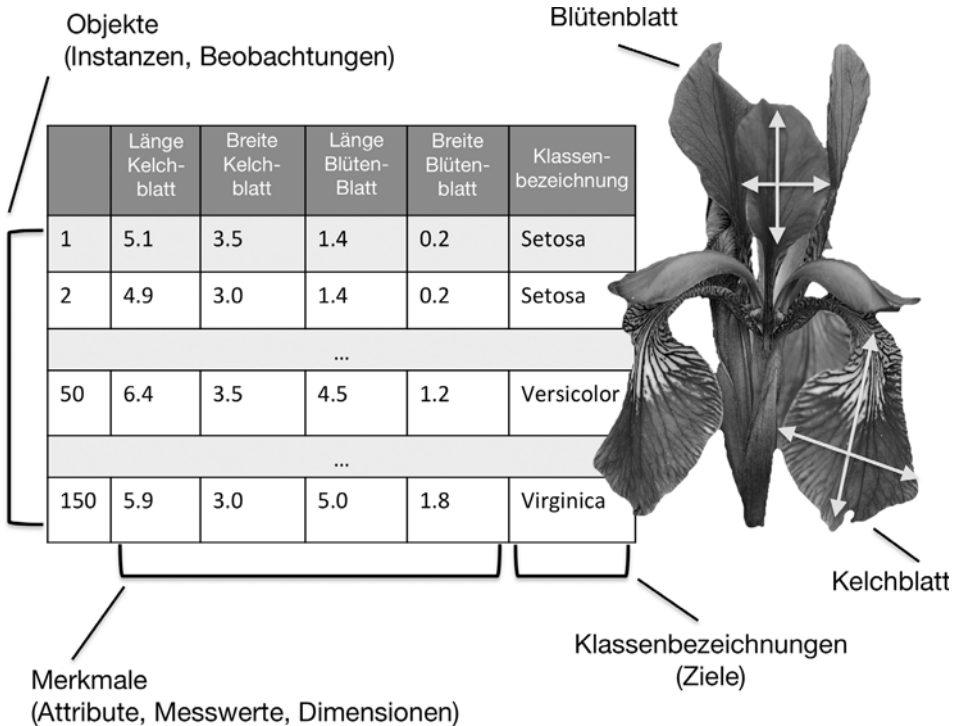 Objekte
(Instanzen, Beobachtungen)
Blütenblatt
Länge Kelch-blatt Breite Kelch-blatt Länge Blüten-Blatt Breite Blüten-blatt Klassen-bezeichnung
1 5.1 3.5 1.4 0.2 Setosa
2 4.9 3.0 1.4 0.2 Setosa
...
50 6.4 3.5 4.5 1.2 Versicolor
...
150 5.9 3.0 5.0 1.8 Virginica
Kelchblatt
Klassenbezeichnungen
(Ziele)
Merkmale
(Attribute, Messwerte, Dimensionen)